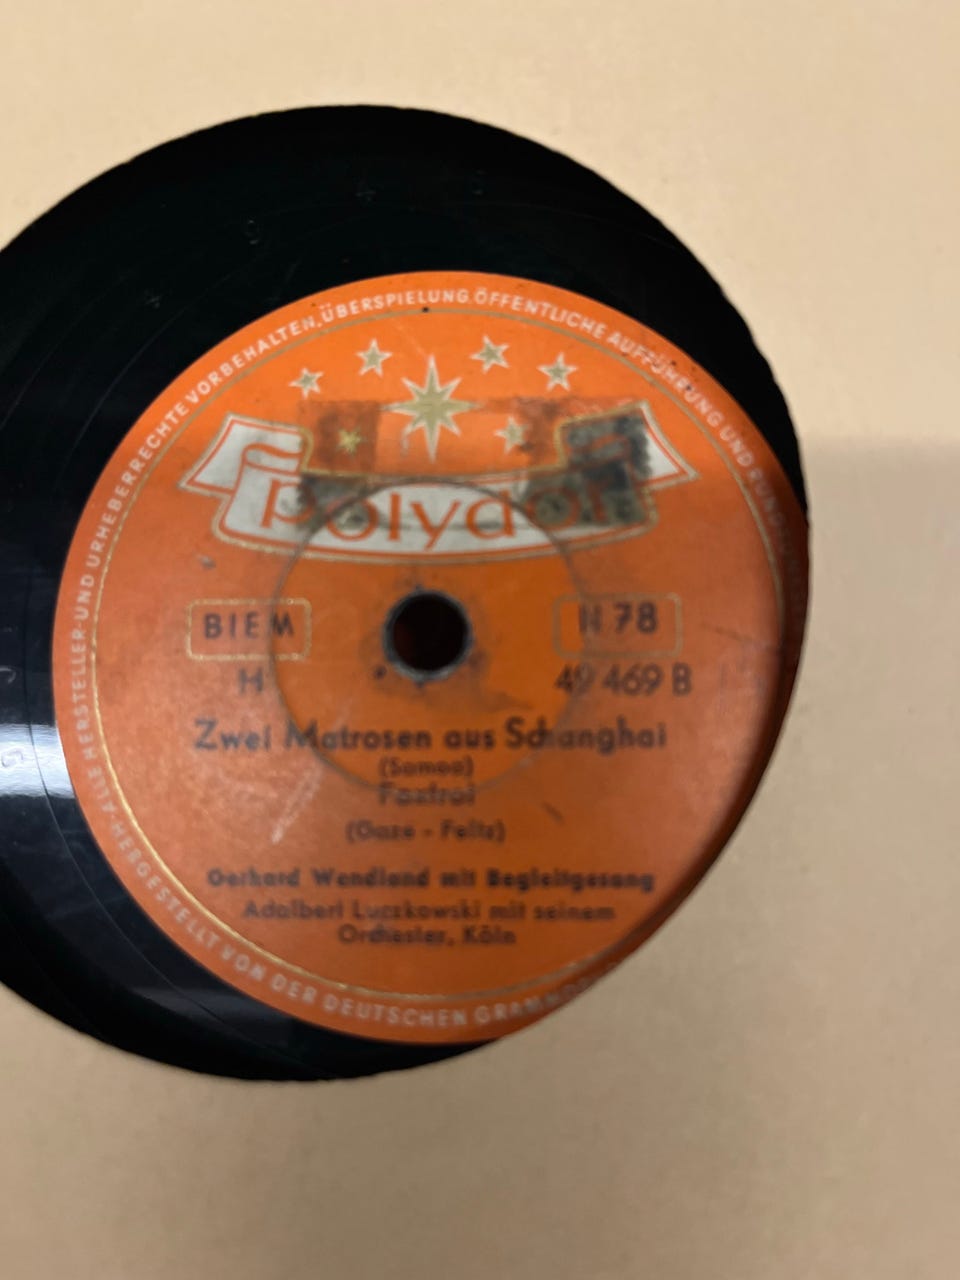 ALLE HERSTELLER-UND URHEBERRECHTE VORBEHALTEN, ÜBERSPIELUNG, ÖFFENTLICHE AUFFÜHRUNG UND
polydor
BIEM
N 78
H
49 469 B
Zwei Matrosen aus Schanghai
(Samoa)
Foxtrot
(Gaze - Feltz)
Gerhard Wendland mit Begleitgesang
Adalbert Luczkowski mit seinem
Orchester, Köln
HERGESTELLT VON DER DEUTSCHEN